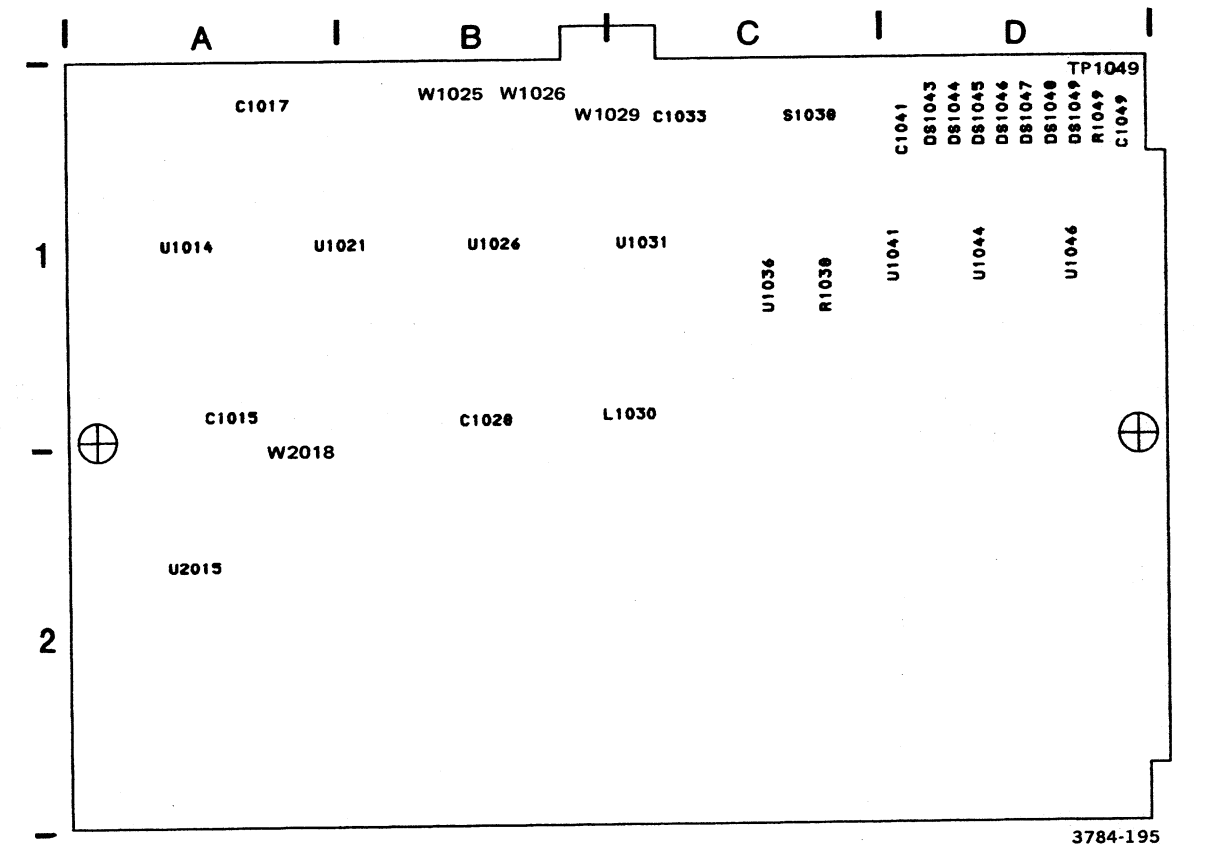 A B C D
TP1049
W1025 W1026
C1017
W1029 C1033 S1038
C1041
DS1043
DS1044
DS1045
DS1046
DS1047
DS1048
DS1049
R1049
C1049
1
U1014 U1021 U1026 U1031
U1036
R1038
U1041
U1044
U1046
C1015 C1028 L1030
W2018
U2015
2
3784-195